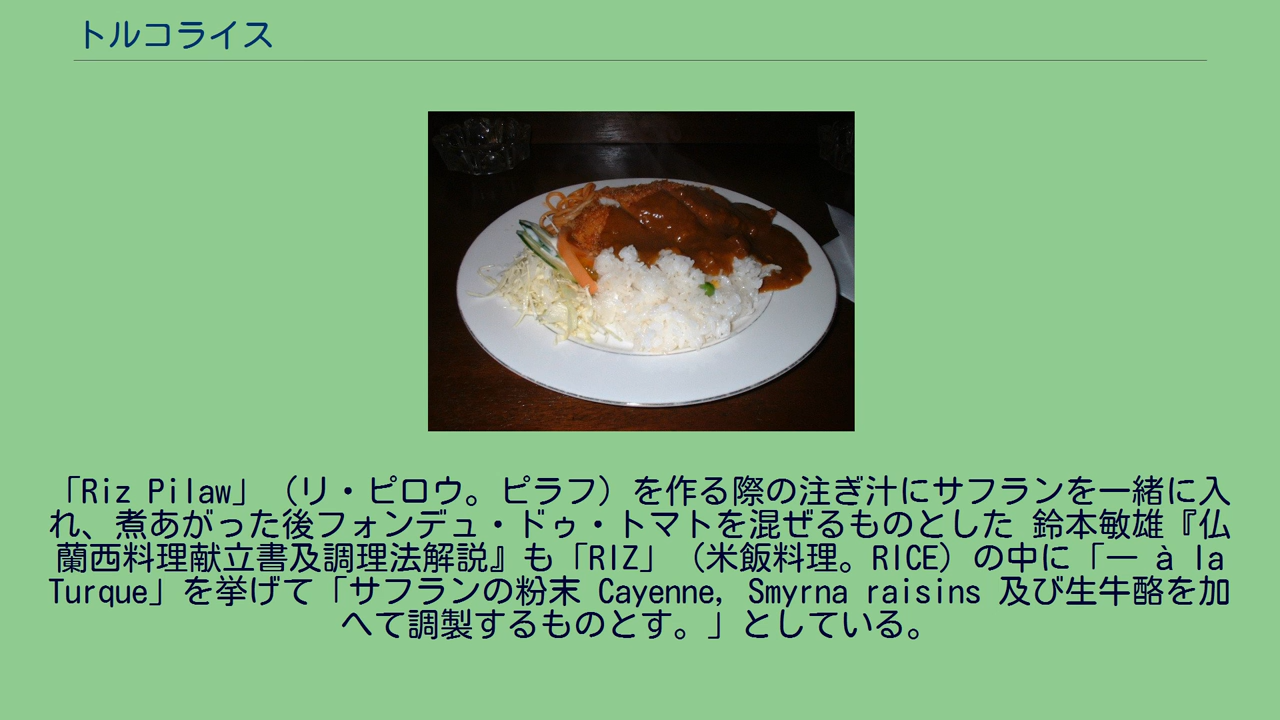 トルコライス
「Riz Pilaw」（リ・ピロウ。ピラフ）を作る際の注ぎ汁にサフランを一緒に入
れ、煮あがった後フォンデュ・ドゥ・トマトを混ぜるものとした 鈴本敏雄『仏
蘭西料理献立書及調理法解説』も「RIZ」（米飯料理。RICE）の中に「― à la
Turque」を挙げて「サフランの粉末 Cayenne, Smyrna raisins 及び生牛酪を加
へて調製するものとす。」としている。